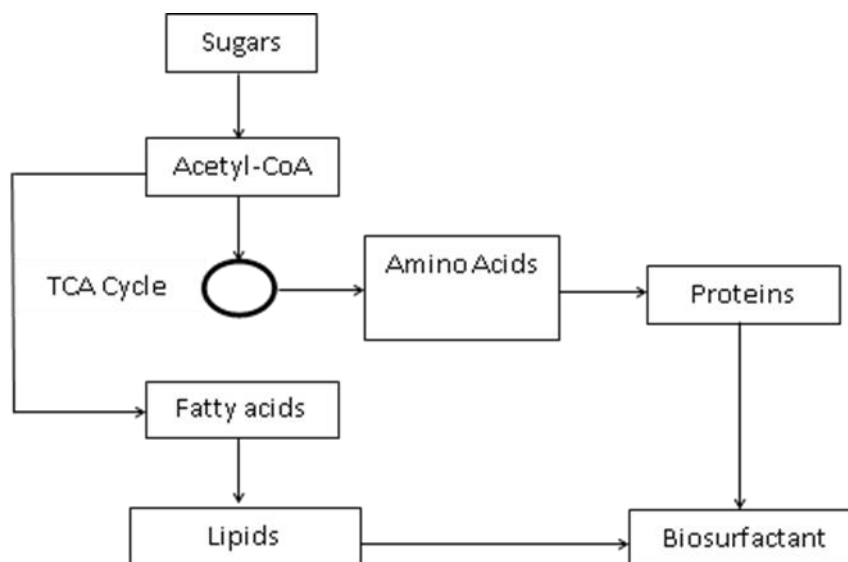 Sugars
Acetyl-CoA
TCA Cycle
Amino Acids
Proteins
Fatty acids
Lipids
Biosurfactant